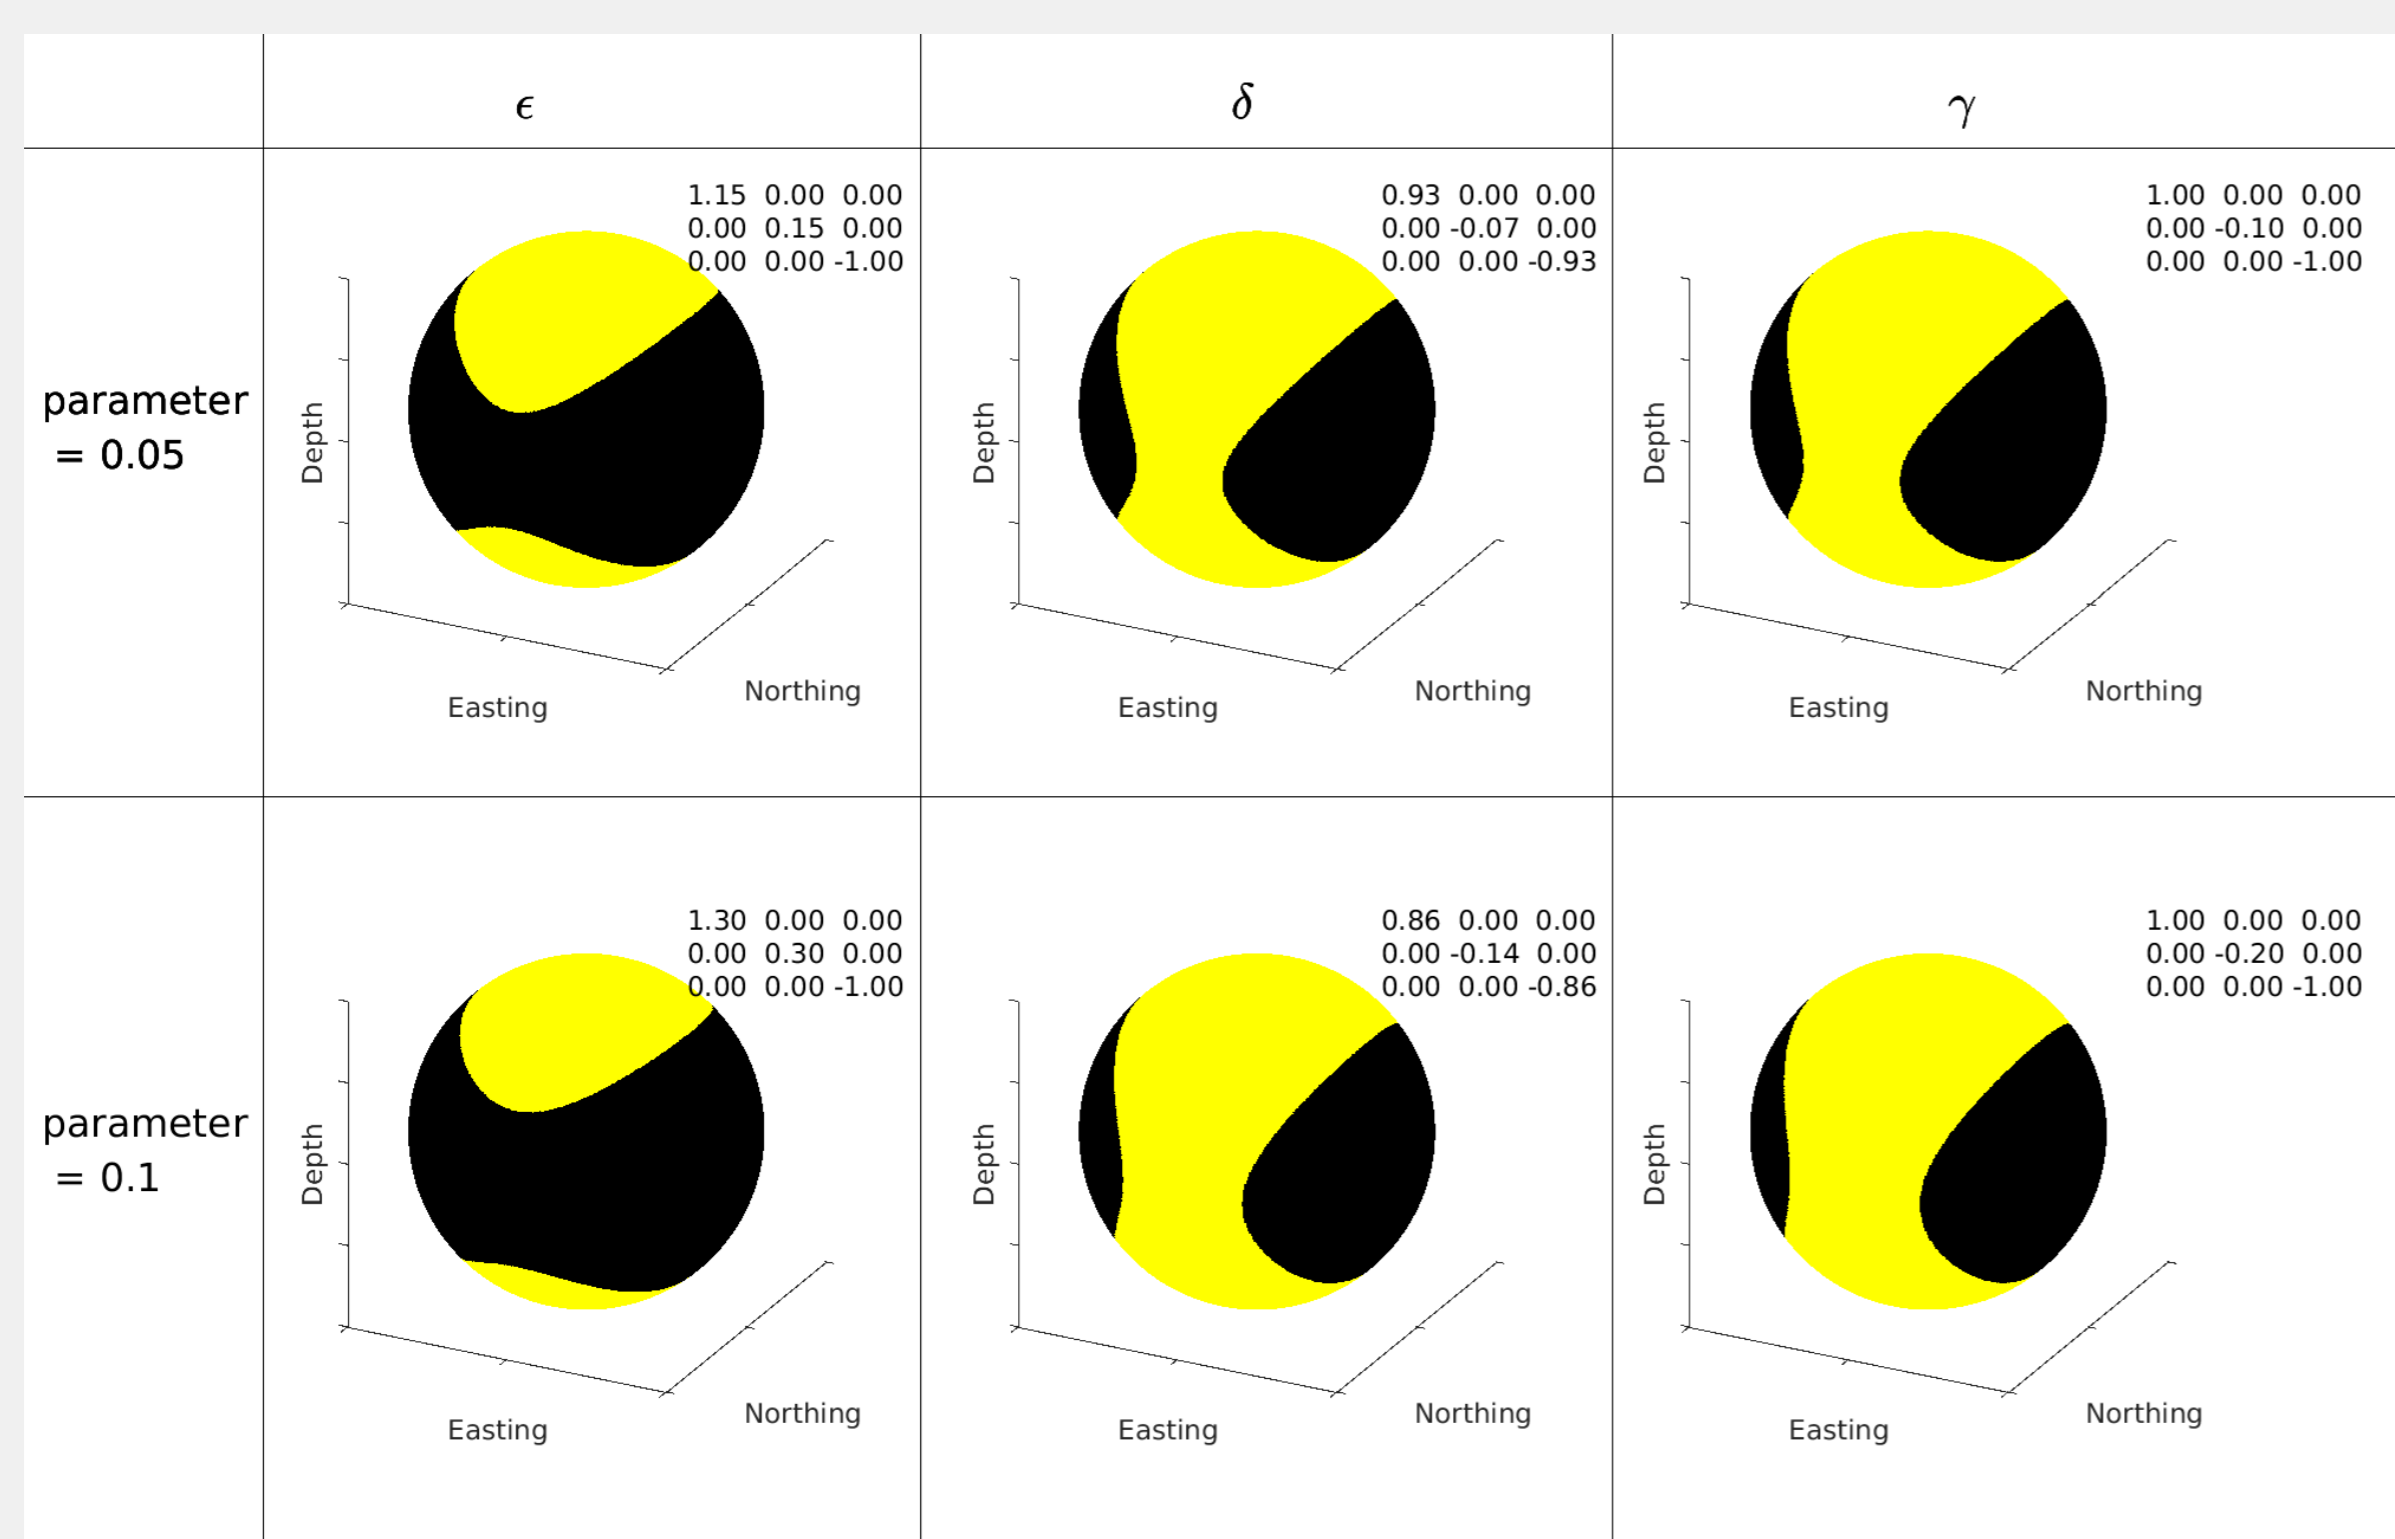 ϵ
δ
γ
parameter
= 0.05
1.15 0.00 0.00
0.00 0.15 0.00
0.00 0.00 -1.00
Depth
Easting
Northing
0.93 0.00 0.00
0.00 -0.07 0.00
0.00 0.00 -0.93
Depth
Easting
Northing
1.00 0.00 0.00
0.00 -0.10 0.00
0.00 0.00 -1.00
Depth
Easting
Northing
parameter
= 0.1
1.30 0.00 0.00
0.00 0.30 0.00
0.00 0.00 -1.00
Depth
Easting
Northing
0.86 0.00 0.00
0.00 -0.14 0.00
0.00 0.00 -0.86
Depth
Easting
Northing
1.00 0.00 0.00
0.00 -0.20 0.00
0.00 0.00 -1.00
Depth
Easting
Northing